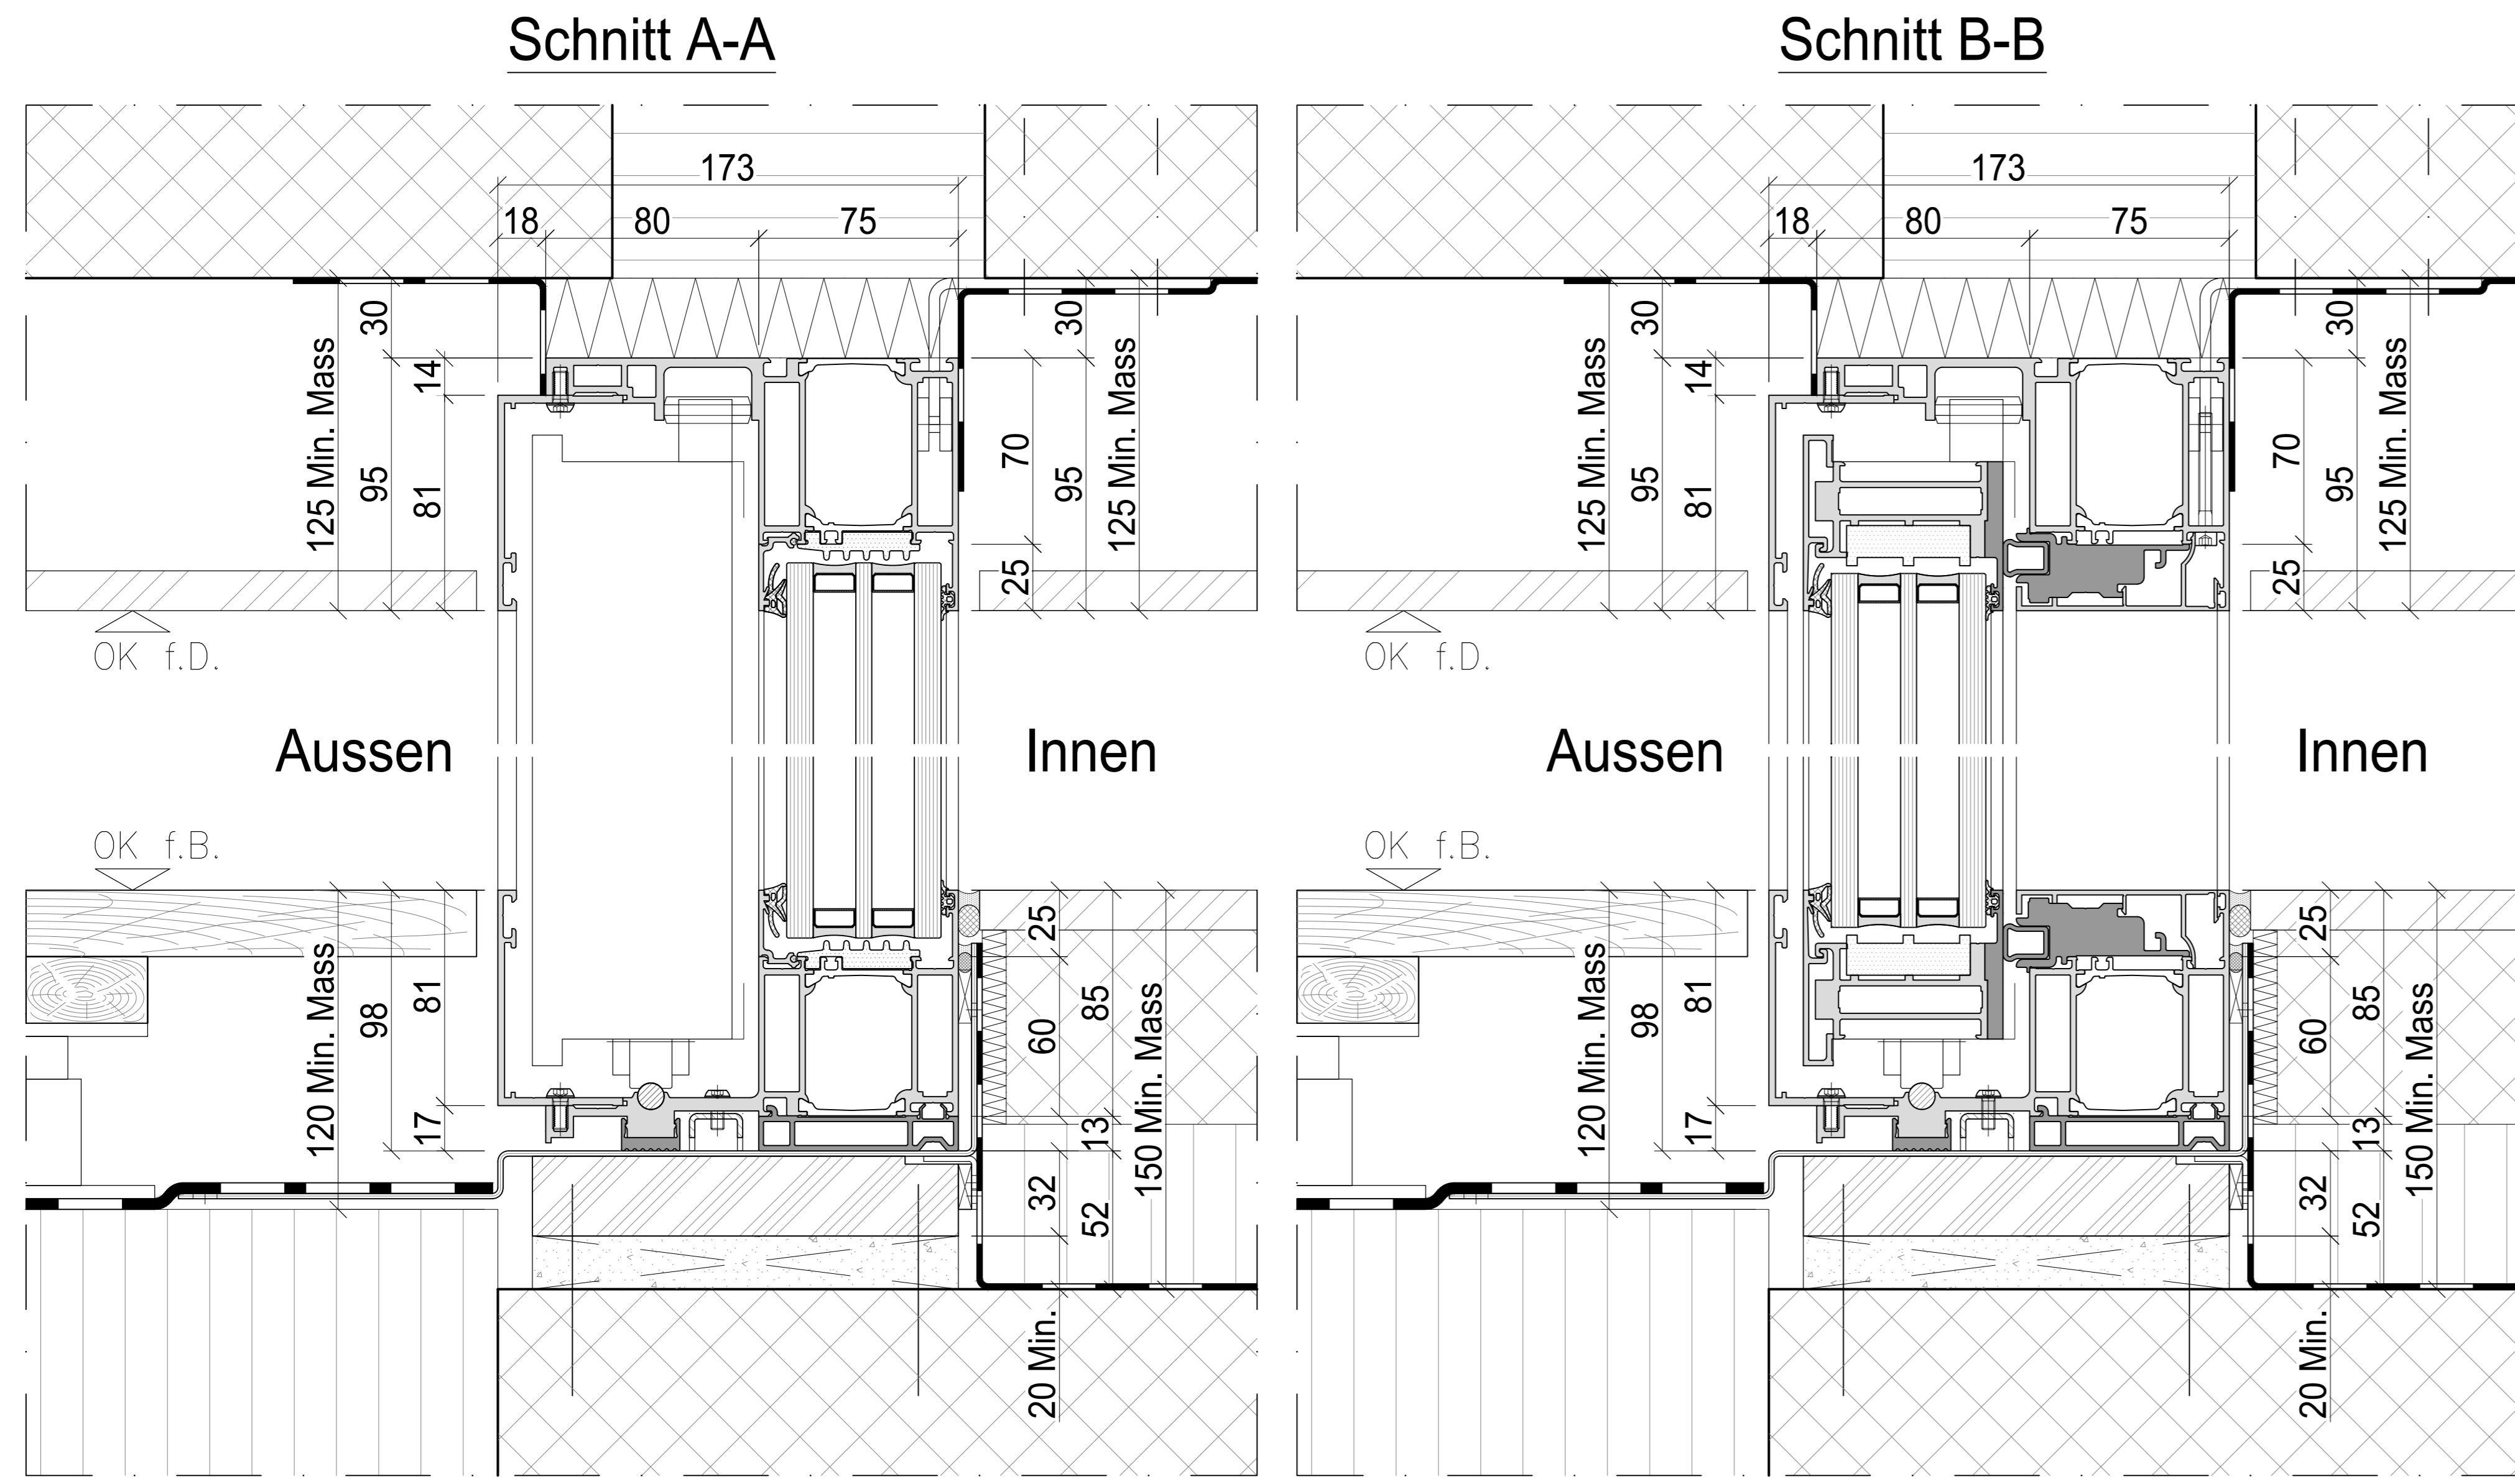 Schnitt A-A
173
18 80 75
30
14
125 Min. Mass
95
81
30
70
95
125 Min. Mass
25
OK f.D.
Aussen
Innen
OK f.B.
120 Min. Mass
98
81
17
25
60
85
13
150 Min. Mass
32
52
20 Min.
Schnitt B-B
173
18 80 75
30
14
125 Min. Mass
95
81
30
70
95
125 Min. Mass
25
OK f.D.
Aussen
Innen
OK f.B.
120 Min. Mass
98
81
17
25
60
85
13
150 Min. Mass
32
52
20 Min.